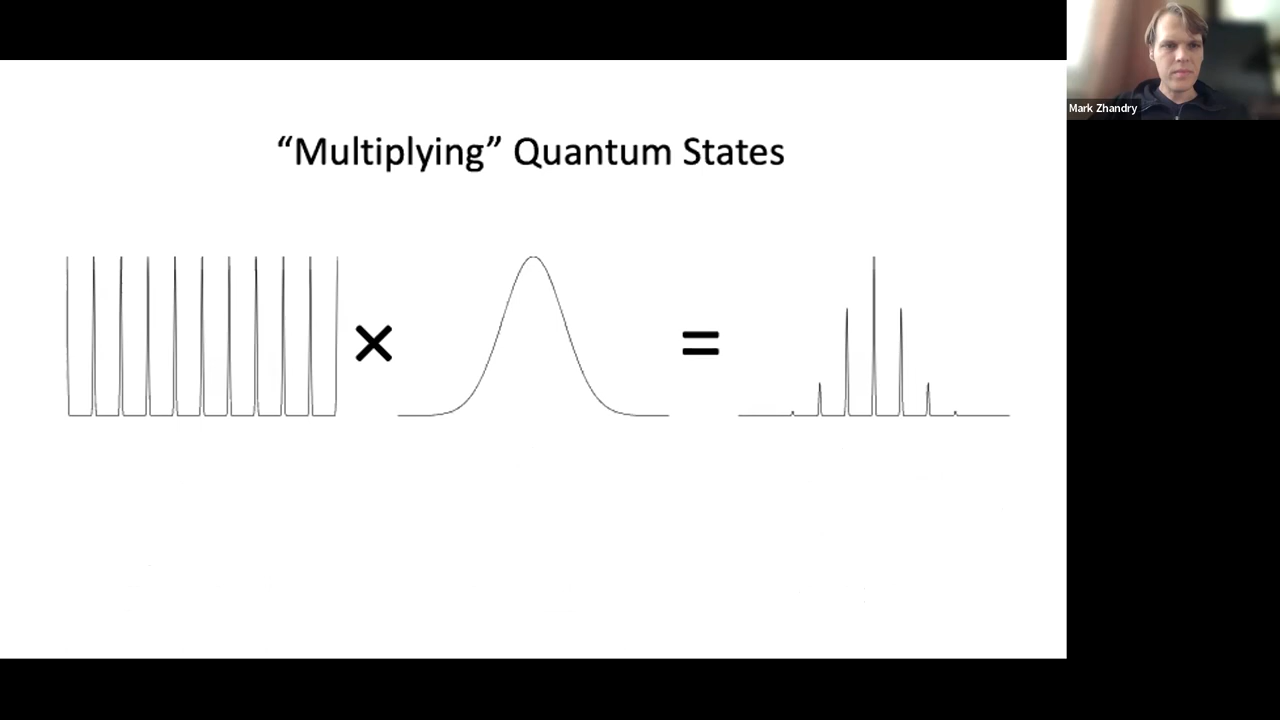 Mark Zhandry
“Multiplying” Quantum States
× =